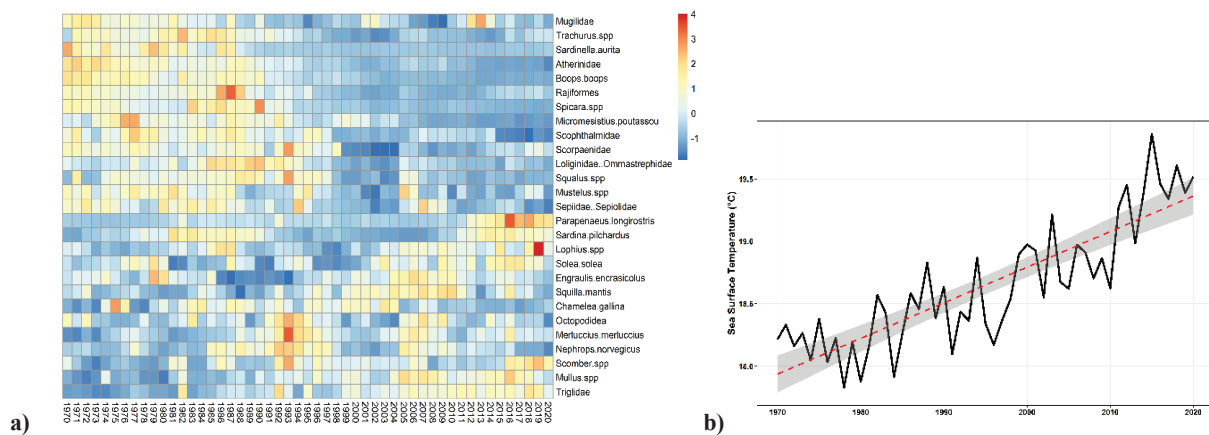 a)
Mugilidae
Trachurus.spp
Sardinella.aurita
Atherinidae
Boops.boops
Rajiformes
Spicara.spp
Micromesistius.poutassou
Scophthalmidae
Scorpaenidae
Loliginidae..Ommastrephidae
Squalus.spp
Mustelus.spp
Sepiidae..Sepiolidae
Parapenaeus.longirostris
Sardina.pilchardus
Lophius.spp
Solea.solea
Engraulis.encrasicolus
Squilla.mantis
Chamelea.gallina
Octopodidea
Merluccius.merluccius
Nephrops.norvegicus
Scomber.spp
Mullus.spp
Triglidae
1970 1971 1972 1973 1974 1975 1976 1977 1978 1979 1980 1981 1982 1983 1984 1985 1986 1987 1988 1989 1990 1991 1992 1993 1994 1995 1996 1997 1998 1999 2000 2001 2002 2003 2004 2005 2006 2007 2008 2009 2010 2011 2012 2013 2014 2015 2016 2017 2018 2019 2020
4
3
2
1
0
-1
b)
Sea Surface Temperature (°C)
19.5
19.0
18.5
18.0
1970 1980 1990 2000 2010 2020